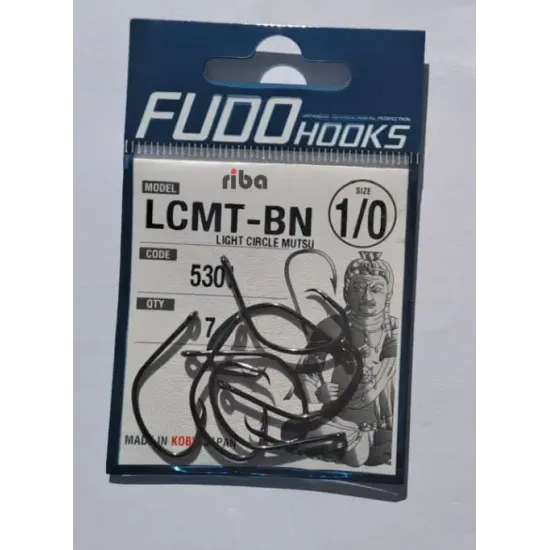 FUDO HOOKS
riba
MODEL
LCMT-BN
LIGHT CIRCLE MUTSU
SIZE
1/0
CODE
530
QTY
7
MADE IN KOBE JAPAN